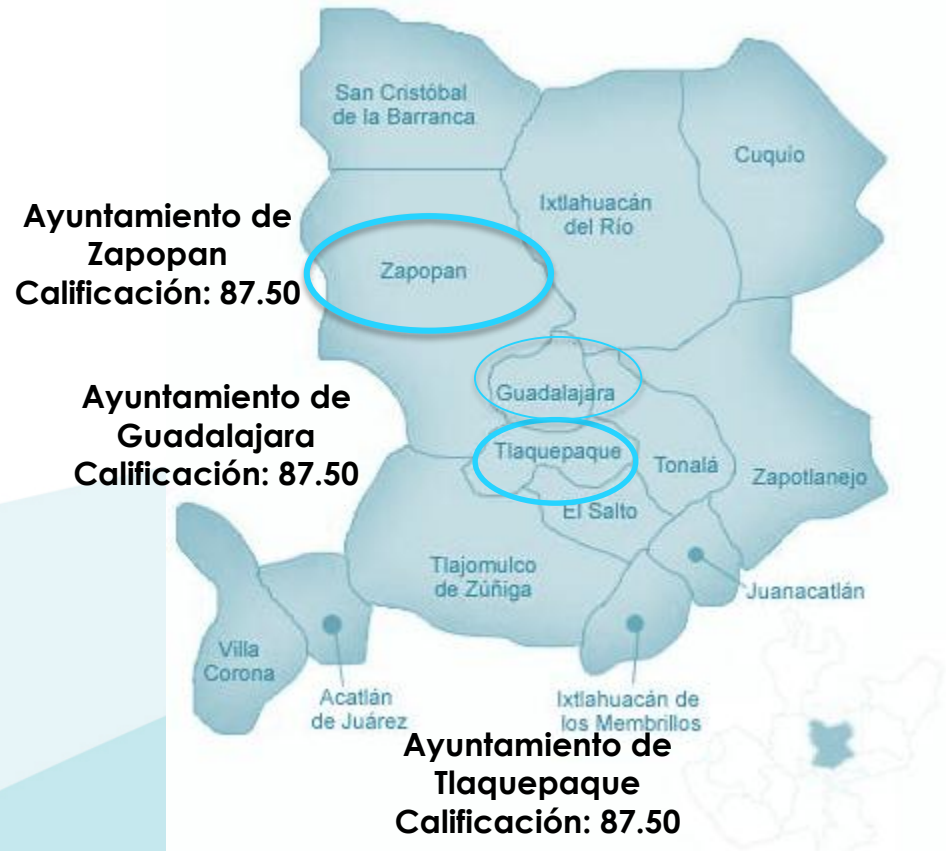 San Cristóbal
de la Barranca
Cuquio
Ixtlahuacán
del Río
Ayuntamiento de
Zapopan
Calificación: 87.50
Zapopan
Ayuntamiento de
Guadalajara
Calificación: 87.50
Guadalajara
Tlaquepaque
Tonalá
Zapotlanejo
El Salto
Tlajomulco
de Zúñiga
Juanacatlán
Villa
Corona
Acatlán
de Juárez
Ixtlahuacán de
los Membrillos
Ayuntamiento de
Tlaquepaque
Calificación: 87.50